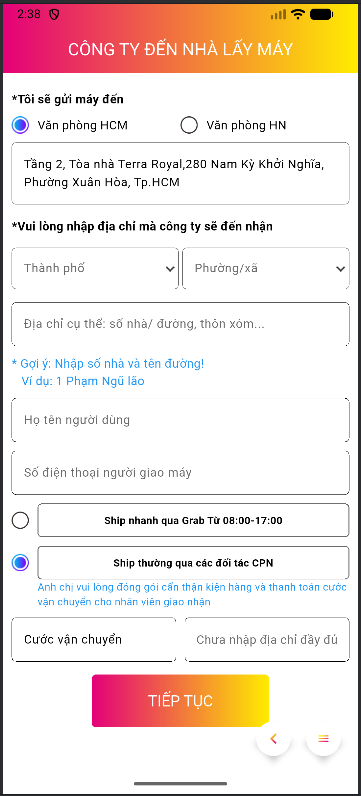 2:38
CÔNG TY ĐẾN NHÀ LẤY MÁY
*Tôi sẽ gửi máy đến
Văn phòng HCM
Văn phòng HN
Tầng 2, Tòa nhà Terra Royal,280 Nam Kỳ Khởi Nghĩa,
Phường Xuân Hòa, Tp.HCM
*Vui lòng nhập địa chỉ mà công ty sẽ đến nhận
Thành phố
Phường/xã
Địa chỉ cụ thể: số nhà/ đường, thôn xóm...
* Gợi ý: Nhập số nhà và tên đường!
Ví dụ: 1 Phạm Ngũ lão
Họ tên người dùng
Số điện thoại người giao máy
Ship nhanh qua Grab Từ 08:00-17:00
Ship thường qua các đối tác CPN
Anh chị vui lòng đóng gói cẩn thận kiện hàng và thanh toán cước
vận chuyển cho nhân viên giao nhận
Cước vận chuyển
Chưa nhập địa chỉ đầy đủ
TIẾP TỤC